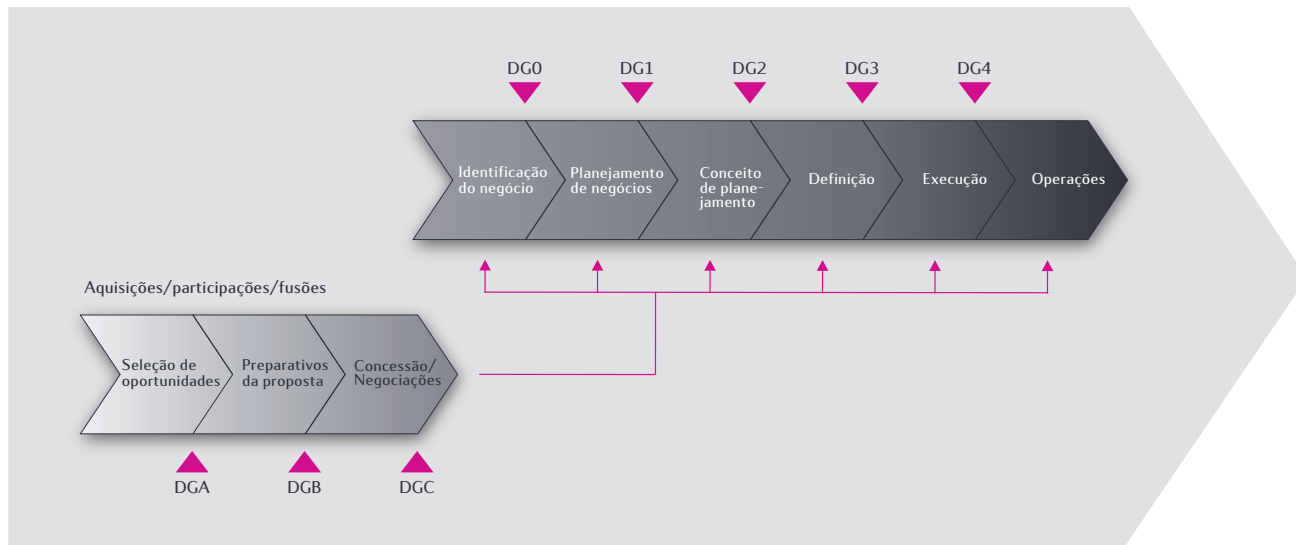 DG0 DG1 DG2 DG3 DG4
Identificação
do negócio
Planejamento
de negócios
Conceito
de plane-
jamento
Definição
Execução
Operações
Aquisições/participações/fusões
Seleção de
oportunidades
Preparativos
da proposta
Concessão/
Negociações
DGA DGB DGC